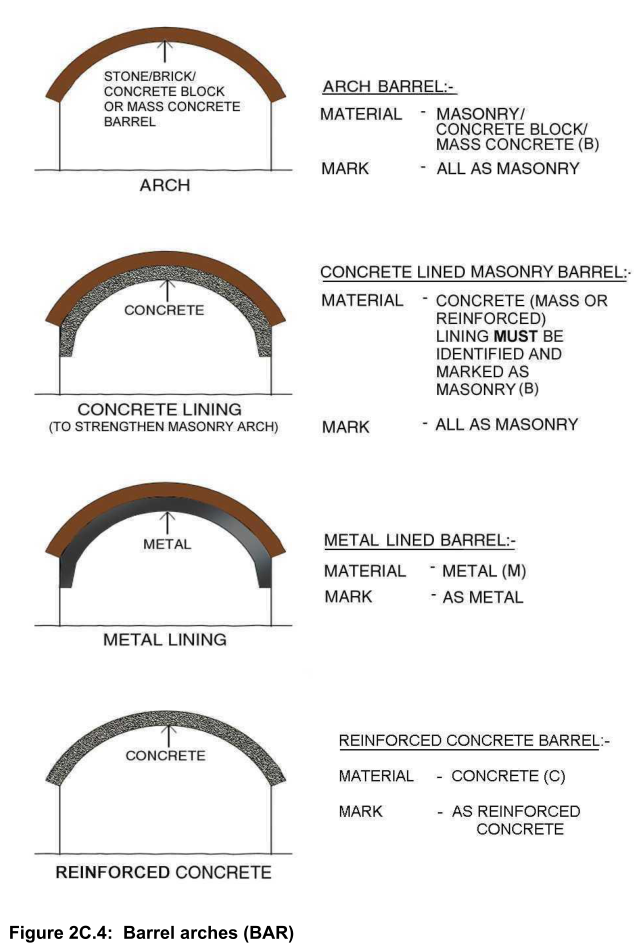 STONE/BRICK/
CONCRETE BLOCK
OR MASS CONCRETE
BARREL
ARCH
ARCH BARREL:-
MATERIAL - MASONRY/
CONCRETE BLOCK/
MASS CONCRETE (B)
MARK - ALL AS MASONRY
CONCRETE
CONCRETE LINING
(TO STRENGTHEN MASONRY ARCH)
CONCRETE LINED MASONRY BARREL:-
MATERIAL - CONCRETE (MASS OR
REINFORCED)
LINING MUST BE
IDENTIFIED AND
MARKED AS
MASONRY (B)
MARK - ALL AS MASONRY
METAL
METAL LINING
METAL LINED BARREL:-
MATERIAL - METAL (M)
MARK - AS METAL
CONCRETE
REINFORCED CONCRETE
REINFORCED CONCRETE BARREL:-
MATERIAL - CONCRETE (C)
MARK - AS REINFORCED
CONCRETE
Figure 2C.4: Barrel arches (BAR)